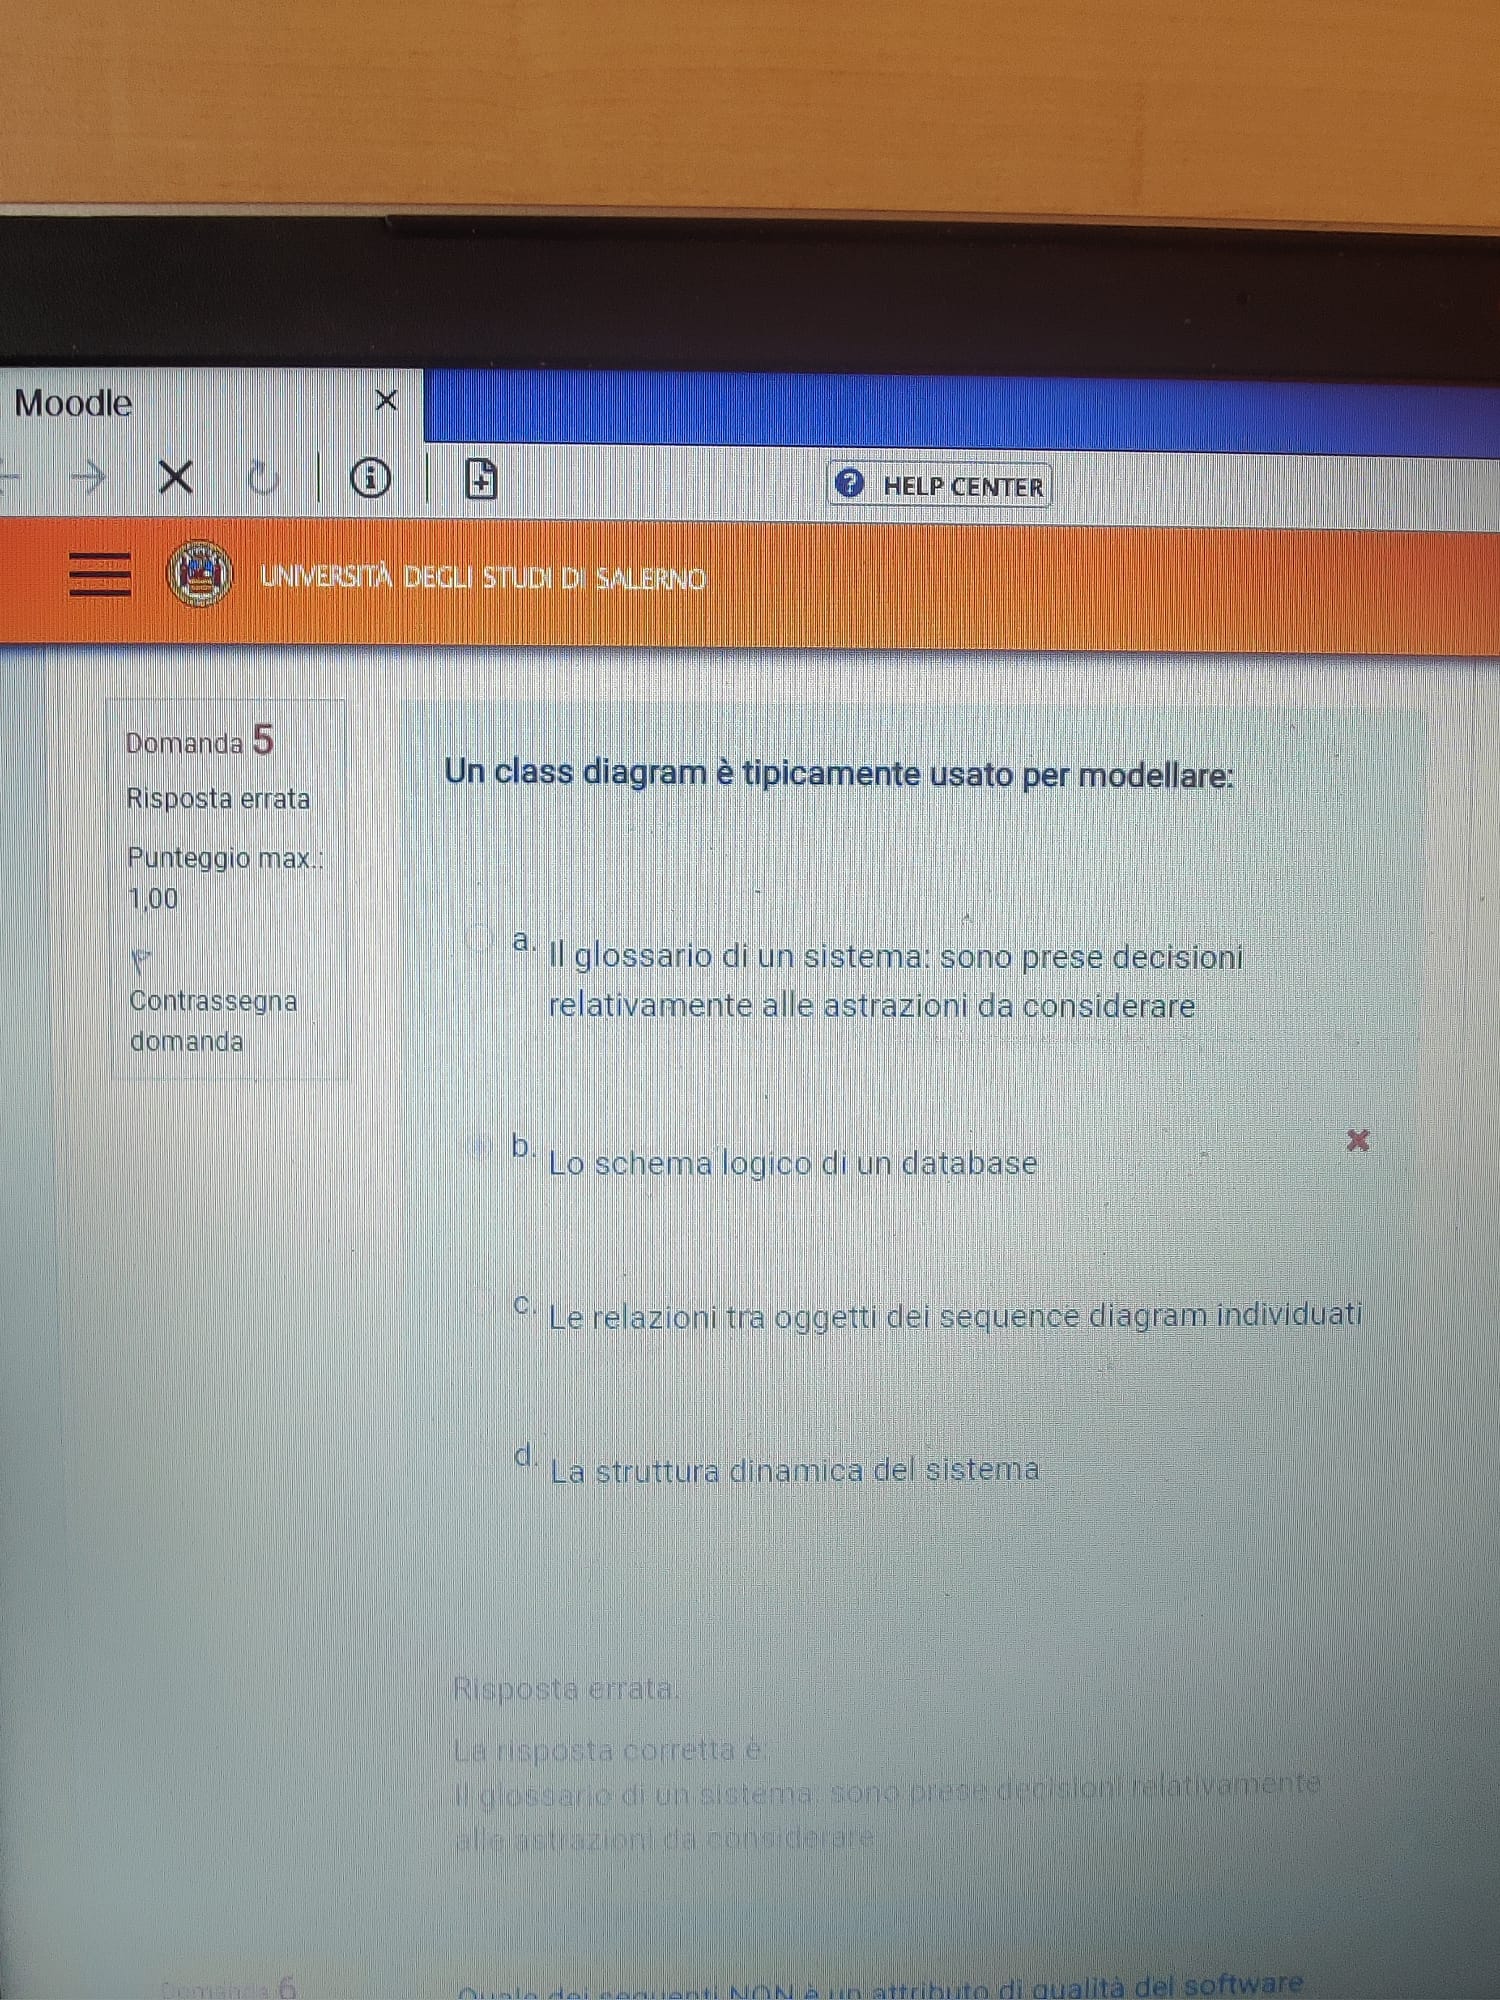 Moodle
HELP CENTER
UNIVERSITÀ DEGLI STUDI DI SALERNO
Domanda 5
Risposta errata
Punteggio max.:
1,00
Contrassegna
domanda
Un class diagram è tipicamente usato per modellare:
a. Il glossario di un sistema: sono prese decisioni
relativamente alle astrazioni da considerare
b. Lo schema logico di un database
c. Le relazioni tra oggetti dei sequence diagram individuati
d. La struttura dinamica del sistema
Risposta errata.
La risposta corretta è:
Il glossario di un sistema: sono prese decisioni relativamente
alle astrazioni da considerare
Domanda 6
Quale dei seguenti NON è un attributo di qualità del software